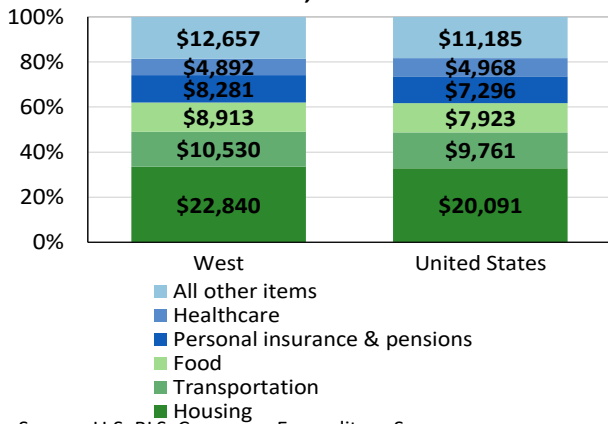 100%
$12,657 $11,185
80%
$4,892 $4,968
$8,281 $7,296
60%
$8,913 $7,923
40%
$10,530 $9,761
20%
$22,840 $20,091
0%
West United States
All other items
Healthcare
Personal insurance & pensions
Food
Transportation
Housing